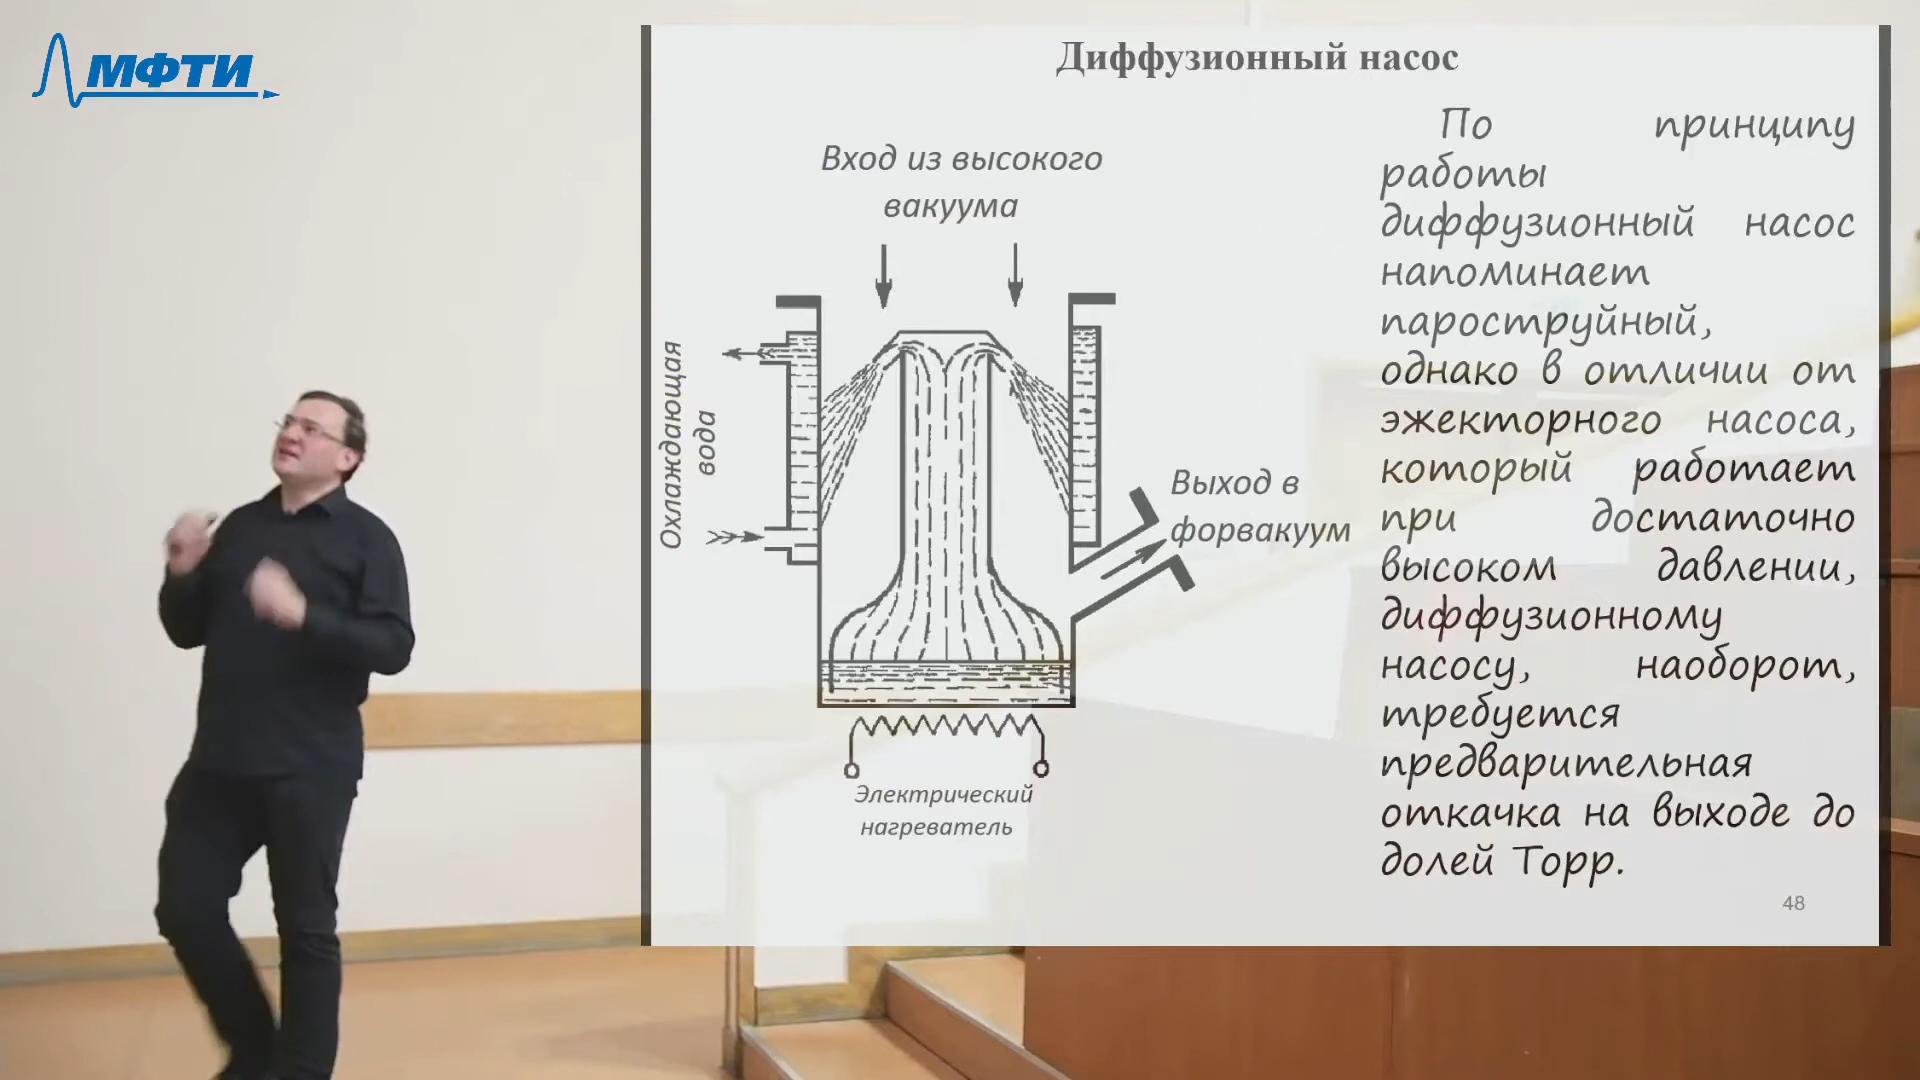 МФТИ
Диффузионный насос
Вход из высокого
вакуума
Охлаждающая
вода
Выход в
форвакуум
Электрический
нагреватель
По принципу
работы
диффузионный насос
напоминает
пароструйный,
однако в отличии от
эжекторного насоса,
который работает
при достаточно
высоком давлении,
диффузионному
насосу, наоборот,
требуется
предварительная
откачка на выходе до
долей Торр.
48